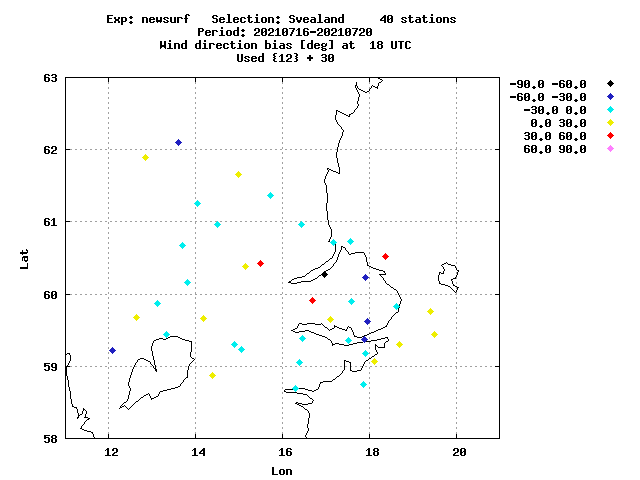 Exp: newsurf Selection: Svealand 40 stations
Period: 20210716-20210720
Wind direction bias [deg] at 18 UTC
Used {12} + 30
-90.0 -60.0
-60.0 -30.0
-30.0 0.0
0.0 30.0
30.0 60.0
60.0 90.0
63
62
61
60
59
58
Lat
12 14 16 18 20
Lon